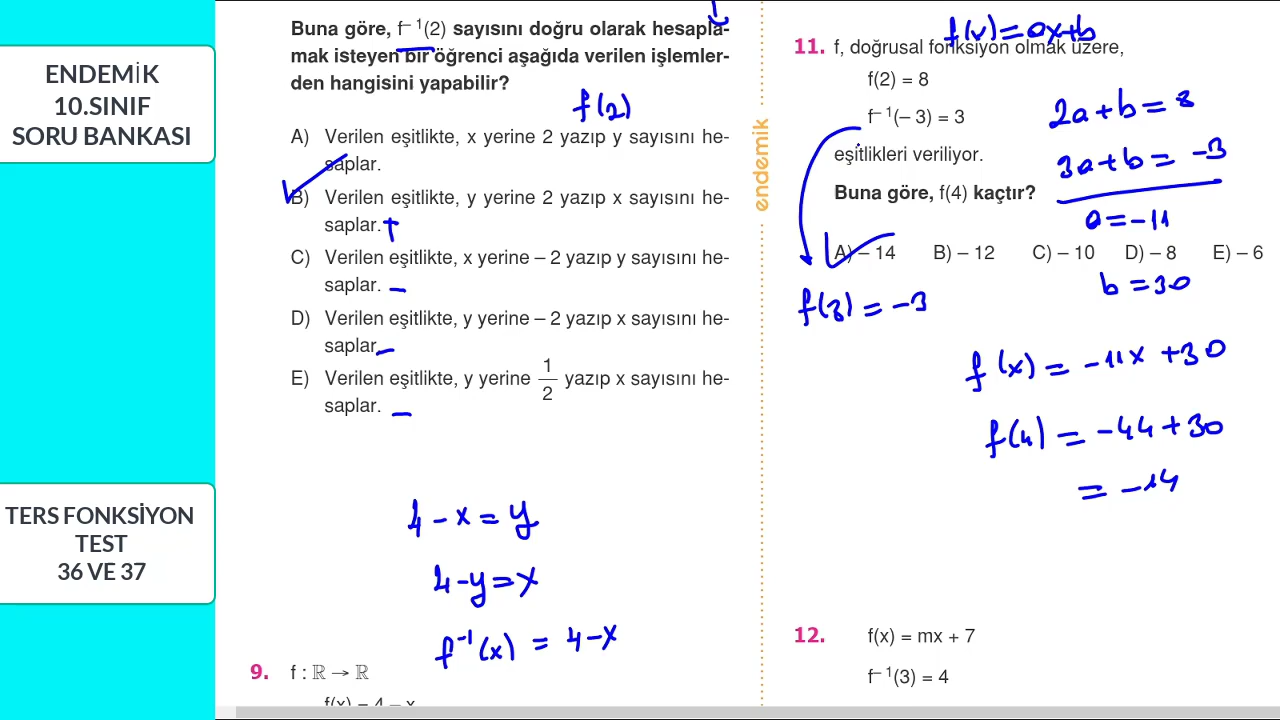 ENDEMİK
10.SINIF
SORU BANKASI
TERS FONKSİYON
TEST
36 VE 37
Buna göre, f⁻¹(2) sayısını doğru olarak hesapla-
mak isteyen bir öğrenci aşağıda verilen işlemler-
den hangisini yapabilir?
f(2)
A) Verilen eşitlikte, x yerine 2 yazıp y sayısını he-
saplar.
B) Verilen eşitlikte, y yerine 2 yazıp x sayısını he-
saplar. +
C) Verilen eşitlikte, x yerine – 2 yazıp y sayısını he-
saplar. –
D) Verilen eşitlikte, y yerine – 2 yazıp x sayısını he-
saplar. –
E) Verilen eşitlikte, y yerine 1/2 yazıp x sayısını he-
saplar. –
4 - x = y
4 - y = x
f⁻¹(x) = 4 - x
9. f : ℝ → ℝ
f(x) = 4 – x
endemik
f(x) = ax+b
11. f, doğrusal fonksiyon olmak üzere,
f(2) = 8
f⁻¹(– 3) = 3
eşitlikleri veriliyor.
Buna göre, f(4) kaçtır?
A) – 14 B) – 12 C) – 10 D) – 8 E) – 6
2a + b = 8
3a + b = -3
a = -11
b = 30
f(3) = -3
f(x) = -11x + 30
f(4) = -44 + 30
= -14
12. f(x) = mx + 7
f⁻¹(3) = 4